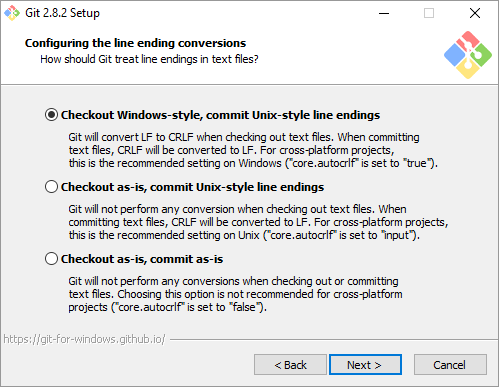 Git 2.8.2 Setup
Configuring the line ending conversions
How should Git treat line endings in text files?
Checkout Windows-style, commit Unix-style line endings
Git will convert LF to CRLF when checking out text files. When committing
text files, CRLF will be converted to LF. For cross-platform projects,
this is the recommended setting on Windows ("core.autocrlf" is set to "true").
Checkout as-is, commit Unix-style line endings
Git will not perform any conversion when checking out text files. When
committing text files, CRLF will be converted to LF. For cross-platform projects,
this is the recommended setting on Unix ("core.autocrlf" is set to "input").
Checkout as-is, commit as-is
Git will not perform any conversions when checking out or committing
text files. Choosing this option is not recommended for cross-platform
projects ("core.autocrlf" is set to "false").
https://git-for-windows.github.io/
< Back
Next >
Cancel